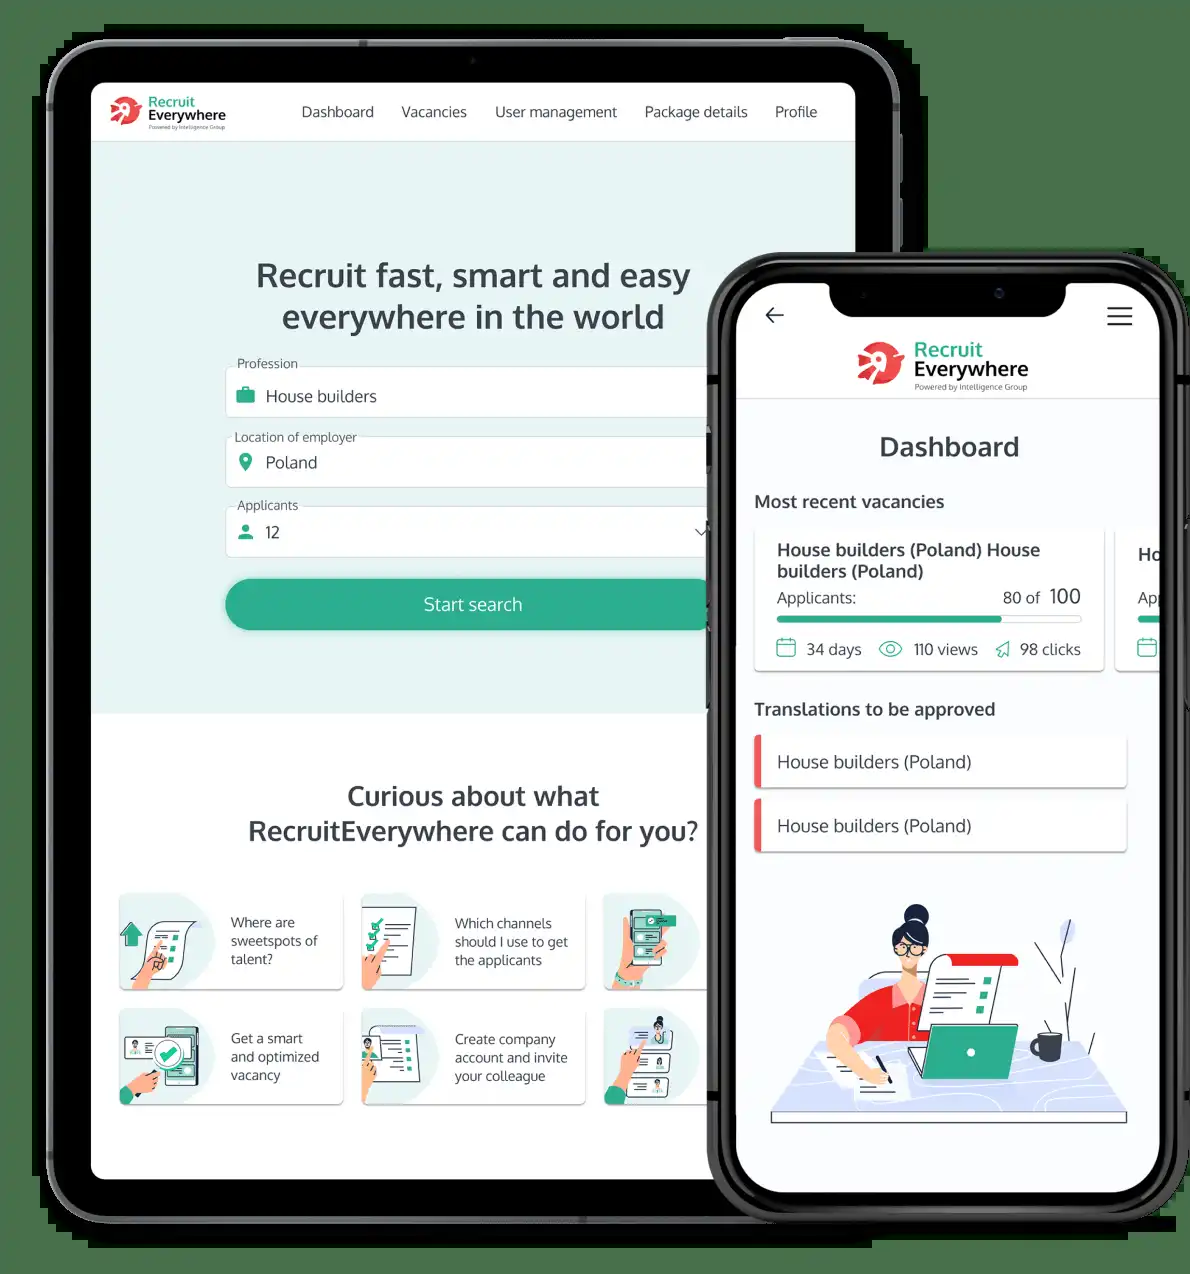 Recruit
Everywhere
Powered by Intelligence Group
Dashboard
Vacancies
User management
Package details
Profile
Recruit fast, smart and easy
everywhere in the world
Profession
House builders
Location of employer
Poland
Applicants
12
Start search
Curious about what
RecruitEverywhere can do for you?
Where are
sweetspots of
talent?
Which channels
should I use to get
the applicants
Get a smart
and optimized
vacancy
Create company
account and invite
your colleague
Recruit
Everywhere
Powered by Intelligence Group
Dashboard
Most recent vacancies
House builders (Poland) House
builders (Poland)
Applicants:
80 of 100
34 days
110 views
98 clicks
Ho
Ap
Translations to be approved
House builders (Poland)
House builders (Poland)